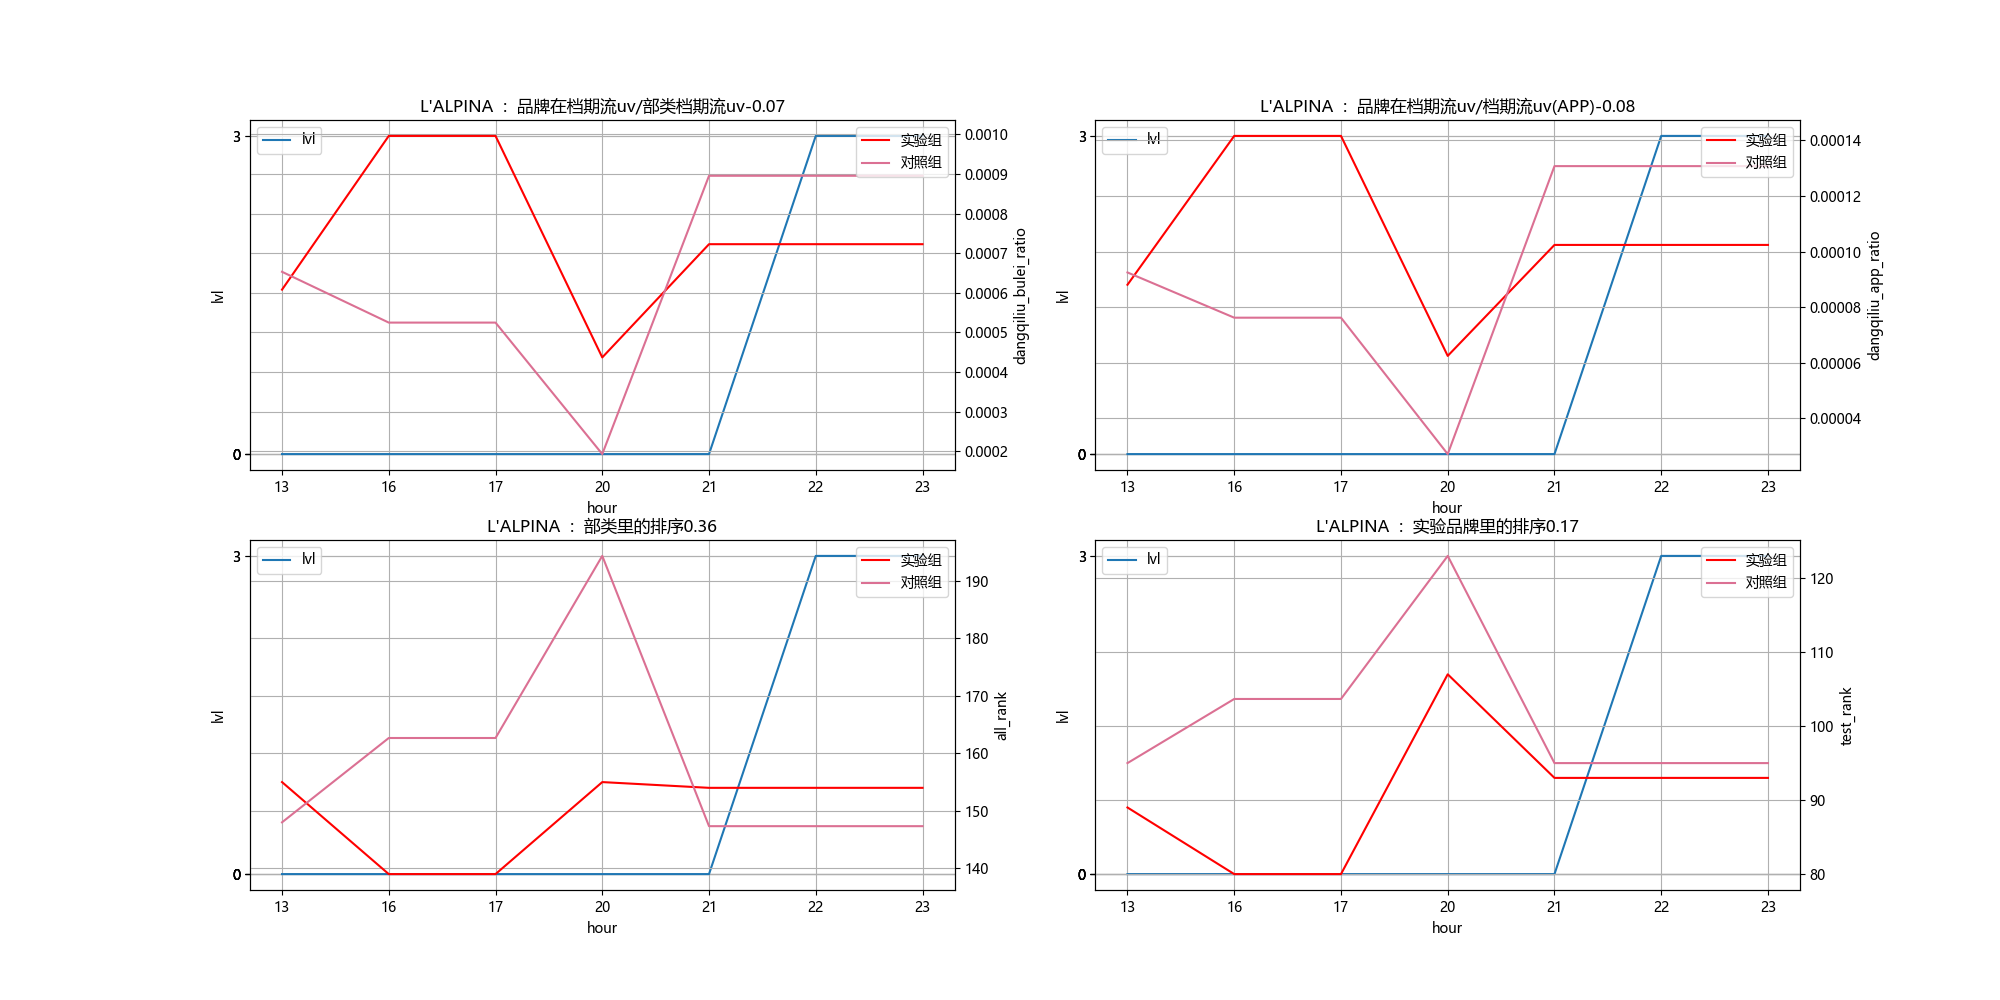 L'ALPINA ： 品牌在档期流uv/部类档期流uv-0.07
lvl
实验组
对照组
3
0
0.0010
0.0009
0.0008
0.0007
0.0006
0.0005
0.0004
0.0003
0.0002
lvl
dangqiliu_bulei_ratio
13 16 17 20 21 22 23
hour
L'ALPINA ： 品牌在档期流uv/档期流uv(APP)-0.08
lvl
实验组
对照组
3
0
0.00014
0.00012
0.00010
0.00008
0.00006
0.00004
lvl
dangqiliu_app_ratio
13 16 17 20 21 22 23
hour
L'ALPINA ： 部类里的排序0.36
lvl
实验组
对照组
3
0
190
180
170
160
150
140
lvl
all_rank
13 16 17 20 21 22 23
hour
L'ALPINA ： 实验品牌里的排序0.17
lvl
实验组
对照组
3
0
120
110
100
90
80
lvl
test_rank
13 16 17 20 21 22 23
hour